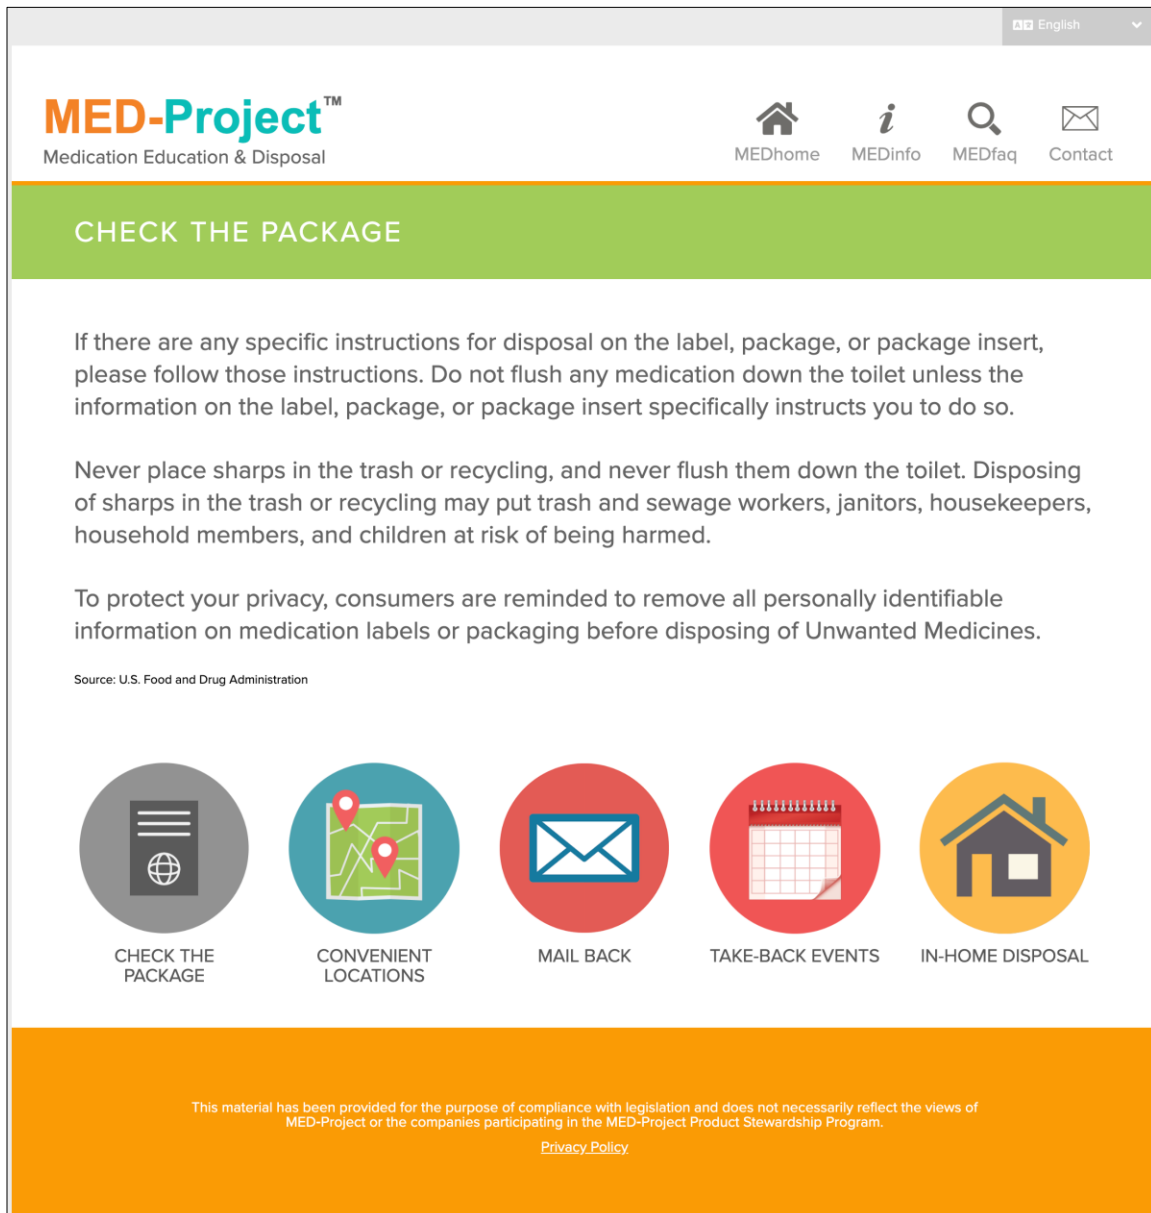 English
MED-Project™
Medication Education & Disposal
MEDhome
MEDinfo
MEDfaq
Contact
CHECK THE PACKAGE
If there are any specific instructions for disposal on the label, package, or package insert,
please follow those instructions. Do not flush any medication down the toilet unless the
information on the label, package, or package insert specifically instructs you to do so.
Never place sharps in the trash or recycling, and never flush them down the toilet. Disposing
of sharps in the trash or recycling may put trash and sewage workers, janitors, housekeepers,
household members, and children at risk of being harmed.
To protect your privacy, consumers are reminded to remove all personally identifiable
information on medication labels or packaging before disposing of Unwanted Medicines.
Source: U.S. Food and Drug Administration
CHECK THE
PACKAGE
CONVENIENT
LOCATIONS
MAIL BACK
TAKE-BACK EVENTS
IN-HOME DISPOSAL
This material has been provided for the purpose of compliance with legislation and does not necessarily reflect the views of
MED-Project or the companies participating in the MED-Project Product Stewardship Program.
Privacy Policy